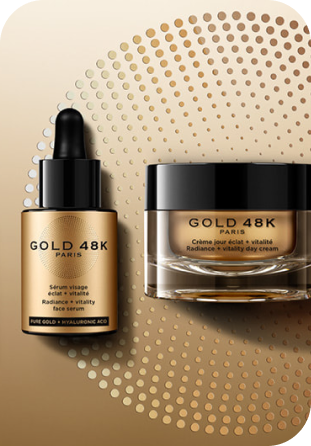 GOLD 48K
PARIS
Sérum visage
éclat + vitalité
Radiance + vitality
face serum
PURE GOLD + HYALURONIC ACID
GOLD 48K
PARIS
Crème jour éclat + vitalité
Radiance + vitality day cream